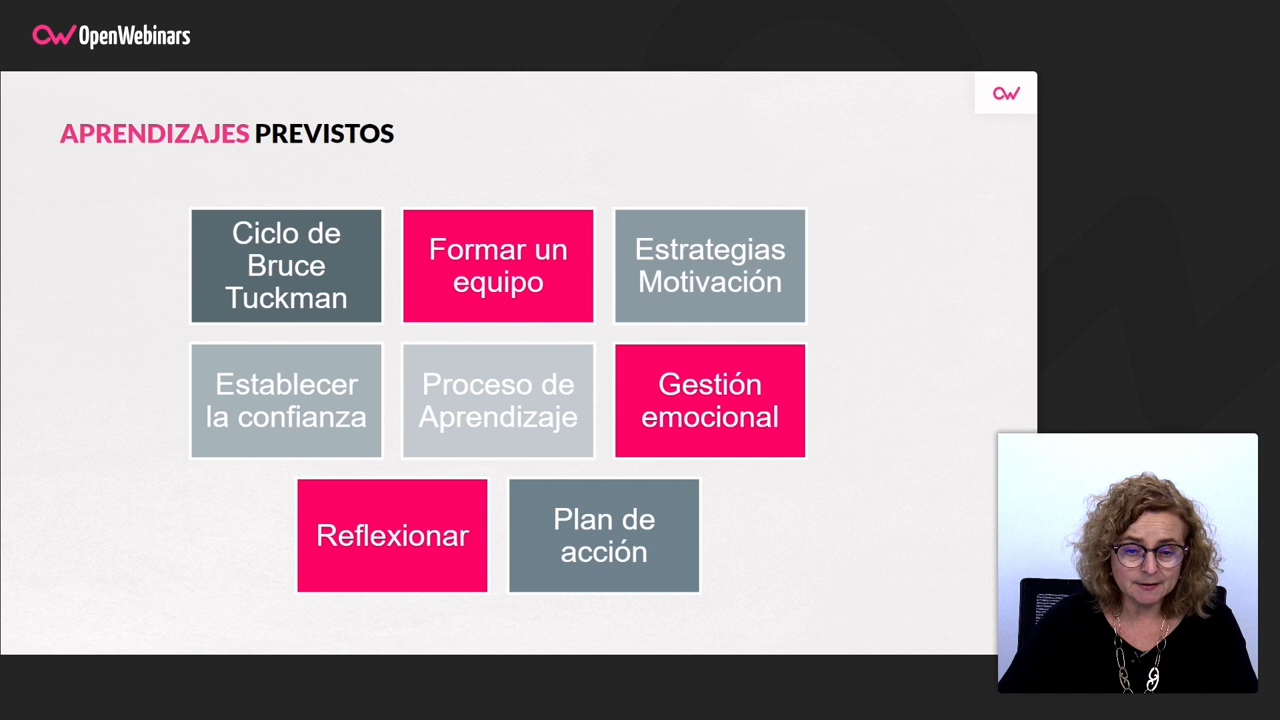 OpenWebinars
APRENDIZAJES PREVISTOS
Ciclo de
Bruce
Tuckman
Formar un
equipo
Estrategias
Motivación
Establecer
la confianza
Proceso de
Aprendizaje
Gestión
emocional
Reflexionar
Plan de
acción